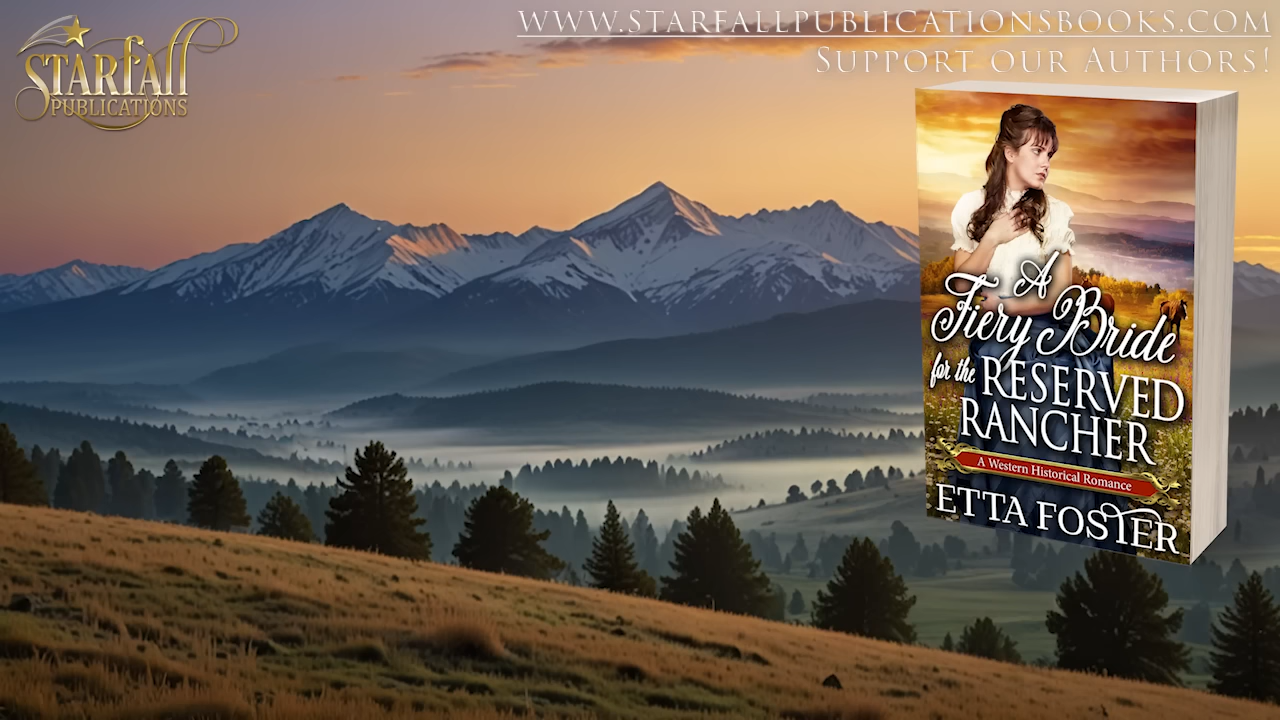 STARfall
PUBLICATIONS
WWW.STARFALLPUBLICATIONSBOOKS.COM
SUPPORT OUR AUTHORS!
A
Fiery Bride
for the RESERVED
RANCHER
A Western Historical Romance
ETTA FOSTER